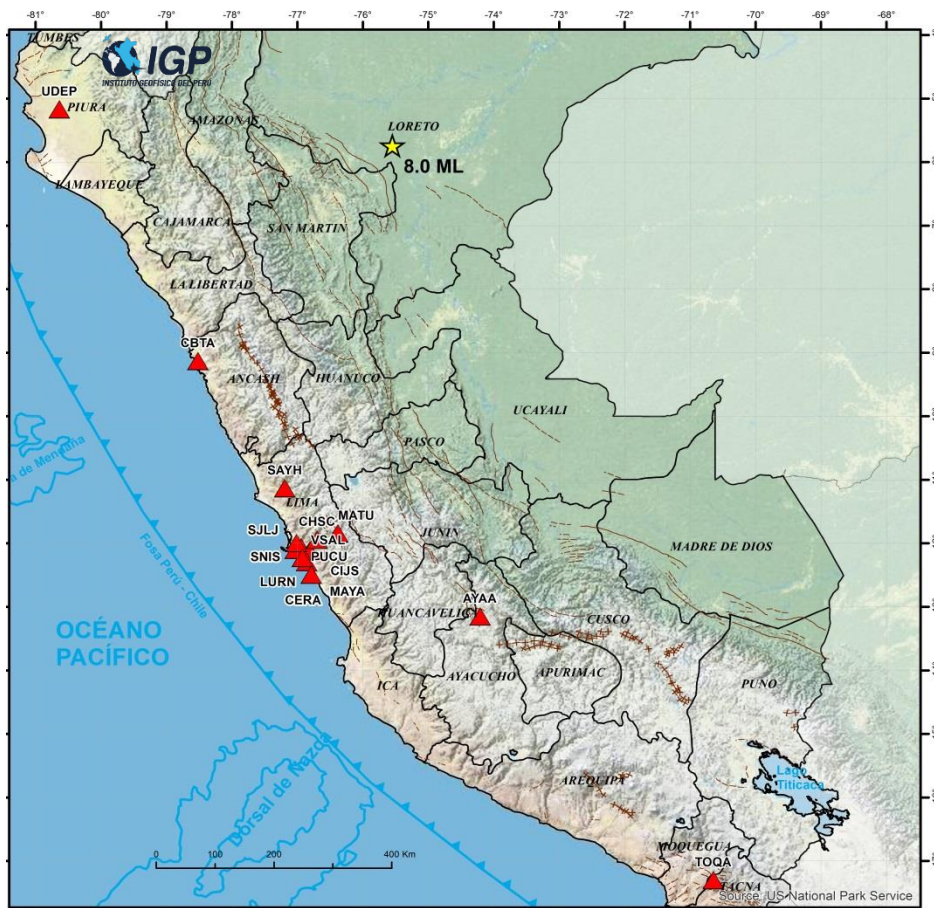 -81° -80° -79° -78° -77° -76° -75° -74° -73° -72° -71° -70° -69° -68°
TUMBES
IGP
INSTITUTO GEOFÍSICO DEL PERÚ
UDEP
PIURA
AMAZONAS
LORETO
8.0 ML
LAMBAYEQUE
CAJAMARCA
SAN MARTIN
LA LIBERTAD
CBTA
ANCASH
HUANUCO
UCAYALI
PASCO
SAYH
LIMA
CHSC
MATU
SJLJ
VSAL
JUNIN
MADRE DE DIOS
SNIS
PUCU
CIJS
LURN
MAYA
CERA
Fosa Perú - Chile
AYAA
HUANCAVELIC
CUSCO
OCÉANO
PACÍFICO
AYACUCHO
APURIMAC
PUNO
ICA
Dorsal de Nazca
AREQUIPA
Lago
Titicaca
MOQUEGUA
TOQA
TACNA
0 100 200 400 Km
Source: US National Park Service